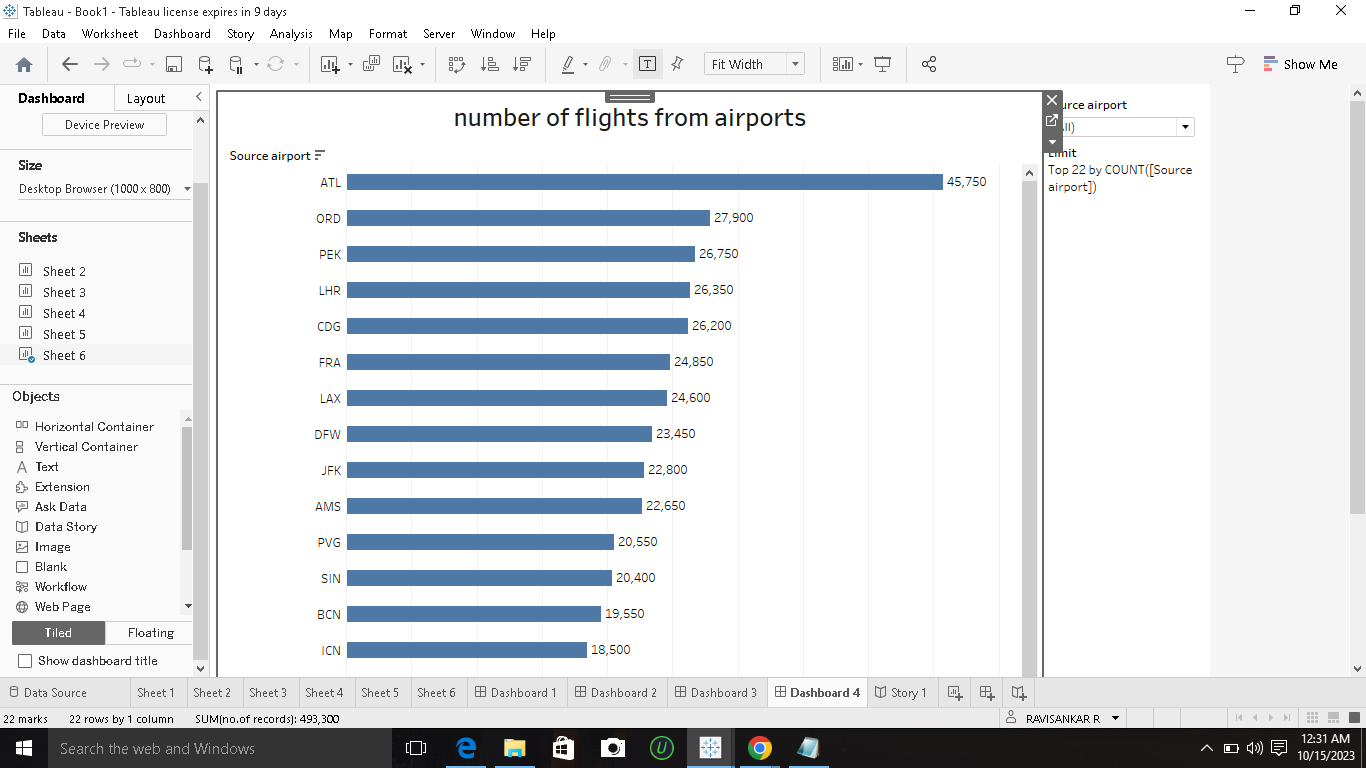 Tableau - Book1 - Tableau license expires in 9 days
File Data Worksheet Dashboard Story Analysis Map Format Server Window Help
Fit Width
Show Me
Dashboard Layout
Device Preview
Size
Desktop Browser (1000 x 800)
Sheets
Sheet 2
Sheet 3
Sheet 4
Sheet 5
Sheet 6
Objects
Horizontal Container
Vertical Container
Text
Extension
Ask Data
Data Story
Image
Blank
Workflow
Web Page
Tiled Floating
Show dashboard title
number of flights from airports
Source airport
ATL 45,750
ORD 27,900
PEK 26,750
LHR 26,350
CDG 26,200
FRA 24,850
LAX 24,600
DFW 23,450
JFK 22,800
AMS 22,650
PVG 20,550
SIN 20,400
BCN 19,550
ICN 18,500
airport
Limit
Top 22 by COUNT([Source
airport])
Data Source Sheet 1 Sheet 2 Sheet 3 Sheet 4 Sheet 5 Sheet 6 Dashboard 1 Dashboard 2 Dashboard 3 Dashboard 4 Story 1
22 marks 22 rows by 1 column SUM(no.of records): 493,300
RAVISANKAR R
Search the web and Windows
12:31 AM
10/15/2023